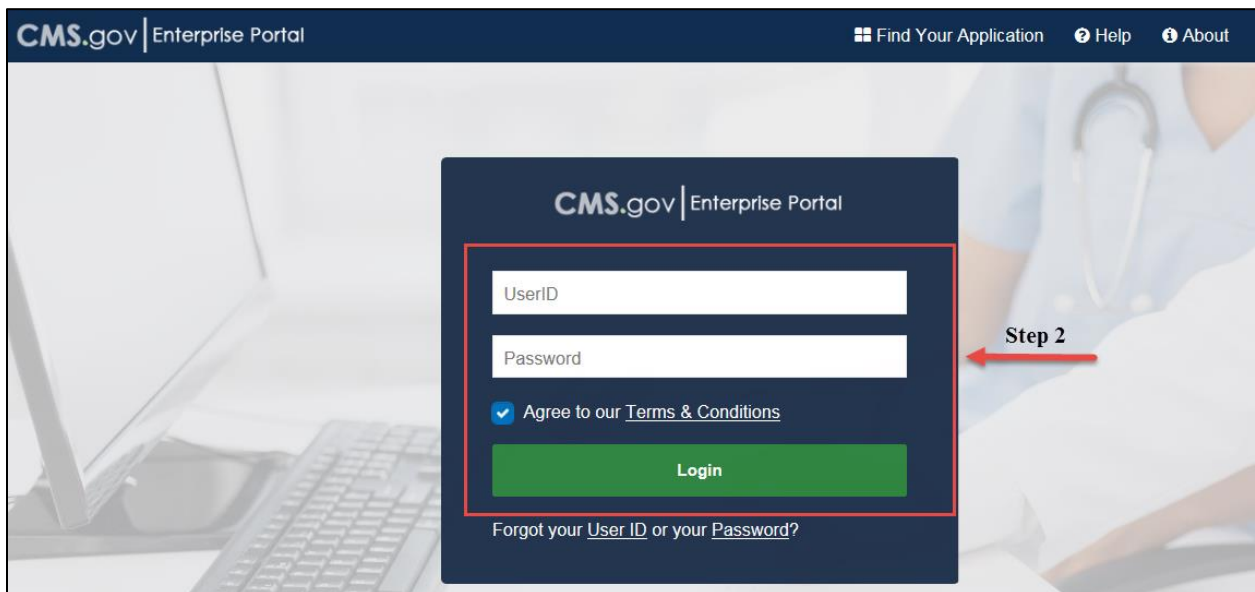 CMS.gov Enterprise Portal
Find Your Application Help About
CMS.gov Enterprise Portal
UserID
Password
Agree to our Terms & Conditions
Login
Forgot your User ID or your Password?
Step 2